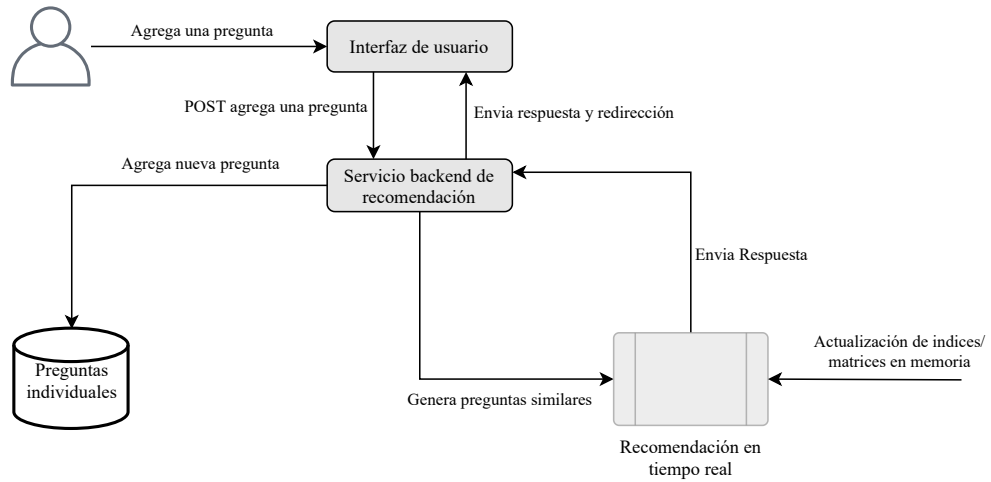 Agrega una pregunta
Interfaz de usuario
POST agrega una pregunta
Envia respuesta y redirección
Agrega nueva pregunta
Servicio backend de
recomendación
Envia Respuesta
Actualización de indices/
matrices en memoria
Preguntas
individuales
Genera preguntas similares
Recomendación en
tiempo real